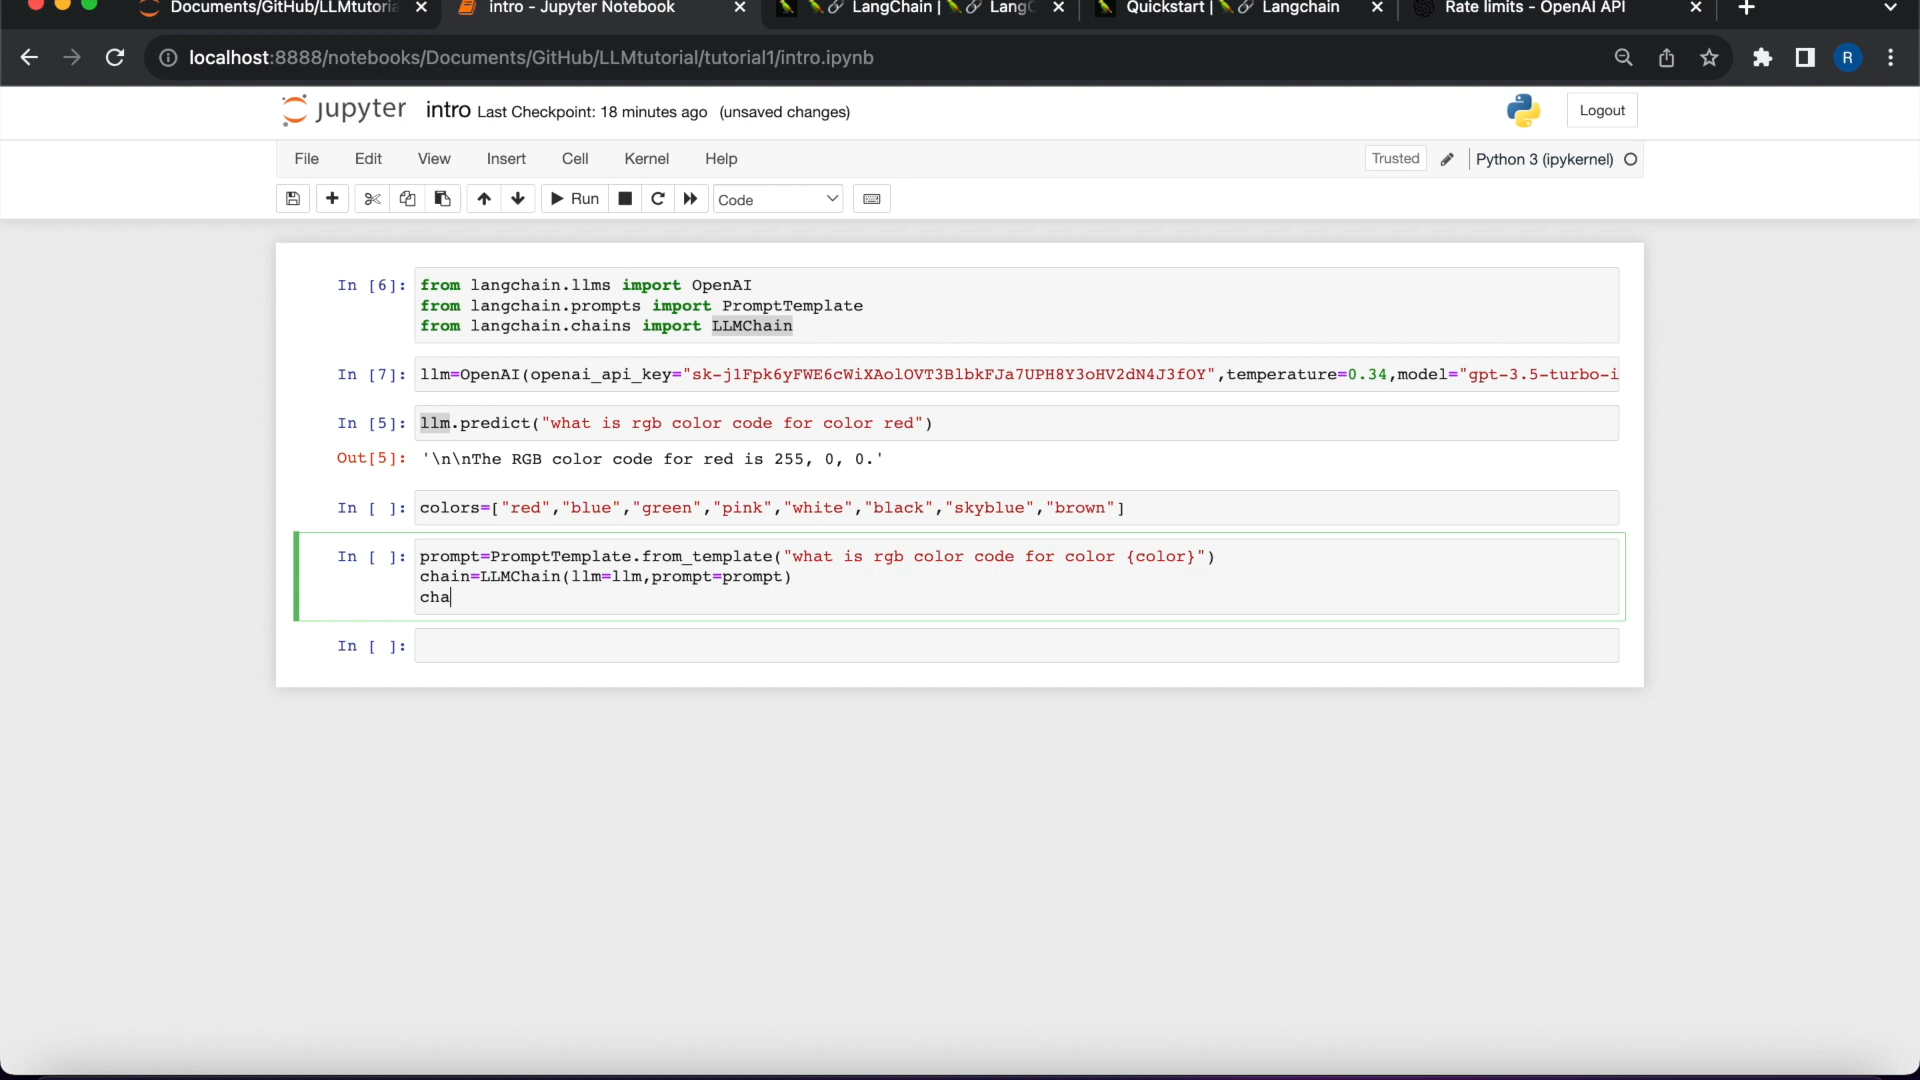 Documents/GitHub/LLMtutoria
intro - Jupyter Notebook
LangChain | LangC
Quickstart | Langchain
Rate limits - OpenAI API
localhost:8888/notebooks/Documents/GitHub/LLMtutorial/tutorial1/intro.ipynb
R
jupyter intro Last Checkpoint: 18 minutes ago (unsaved changes)
Logout
File Edit View Insert Cell Kernel Help
Trusted
Python 3 (ipykernel)
Run
Code
In [6]: from langchain.llms import OpenAI
from langchain.prompts import PromptTemplate
from langchain.chains import LLMChain
In [7]: llm=OpenAI(openai_api_key="[redacted]",temperature=0.34,model="gpt-3.5-turbo-i
In [5]: llm.predict("what is rgb color code for color red")
Out[5]: '\n\nThe RGB color code for red is 255, 0, 0.'
In [ ]: colors=["red","blue","green","pink","white","black","skyblue","brown"]
In [ ]: prompt=PromptTemplate.from_template("what is rgb color code for color {color}")
chain=LLMChain(llm=llm,prompt=prompt)
cha
In [ ]: